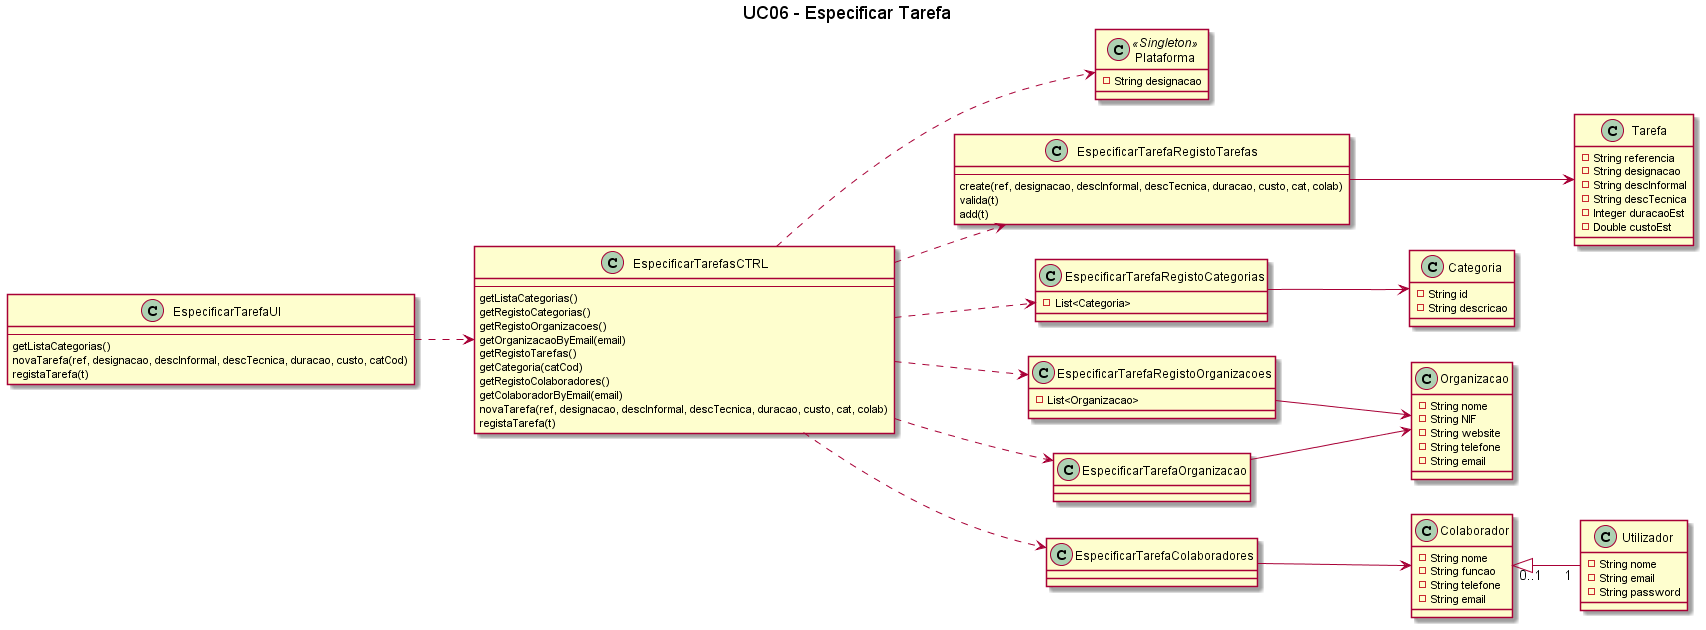 UC06 - Especificar Tarefa
C
«Singleton»
Plataforma
String designacao
C EspecificarTarefaRegistoTarefas
create(ref, designacao, descInformal, descTecnica, duracao, custo, cat, colab)
valida(t)
add(t)
C Tarefa
String referencia
String designacao
String descInformal
String descTecnica
Integer duracaoEst
Double custoEst
C EspecificarTarefasCTRL
getListaCategorias()
getRegistoCategorias()
getRegistoOrganizacoes()
getOrganizacaoByEmail(email)
getRegistoTarefas()
getCategoria(catCod)
getRegistoColaboradores()
getColaboradorByEmail(email)
novaTarefa(ref, designacao, descInformal, descTecnica, duracao, custo, cat, colab)
registaTarefa(t)
C EspecificarTarefaUI
getListaCategorias()
novaTarefa(ref, designacao, descInformal, descTecnica, duracao, custo, catCod)
registaTarefa(t)
C EspecificarTarefaRegistoCategorias
List<Categoria>
C Categoria
String id
String descricao
C EspecificarTarefaRegistoOrganizacoes
List<Organizacao>
C Organizacao
String nome
String NIF
String website
String telefone
String email
C EspecificarTarefaOrganizacao
C EspecificarTarefaColaboradores
C Colaborador
String nome
String funcao
String telefone
String email
0..1
1
C Utilizador
String nome
String email
String password